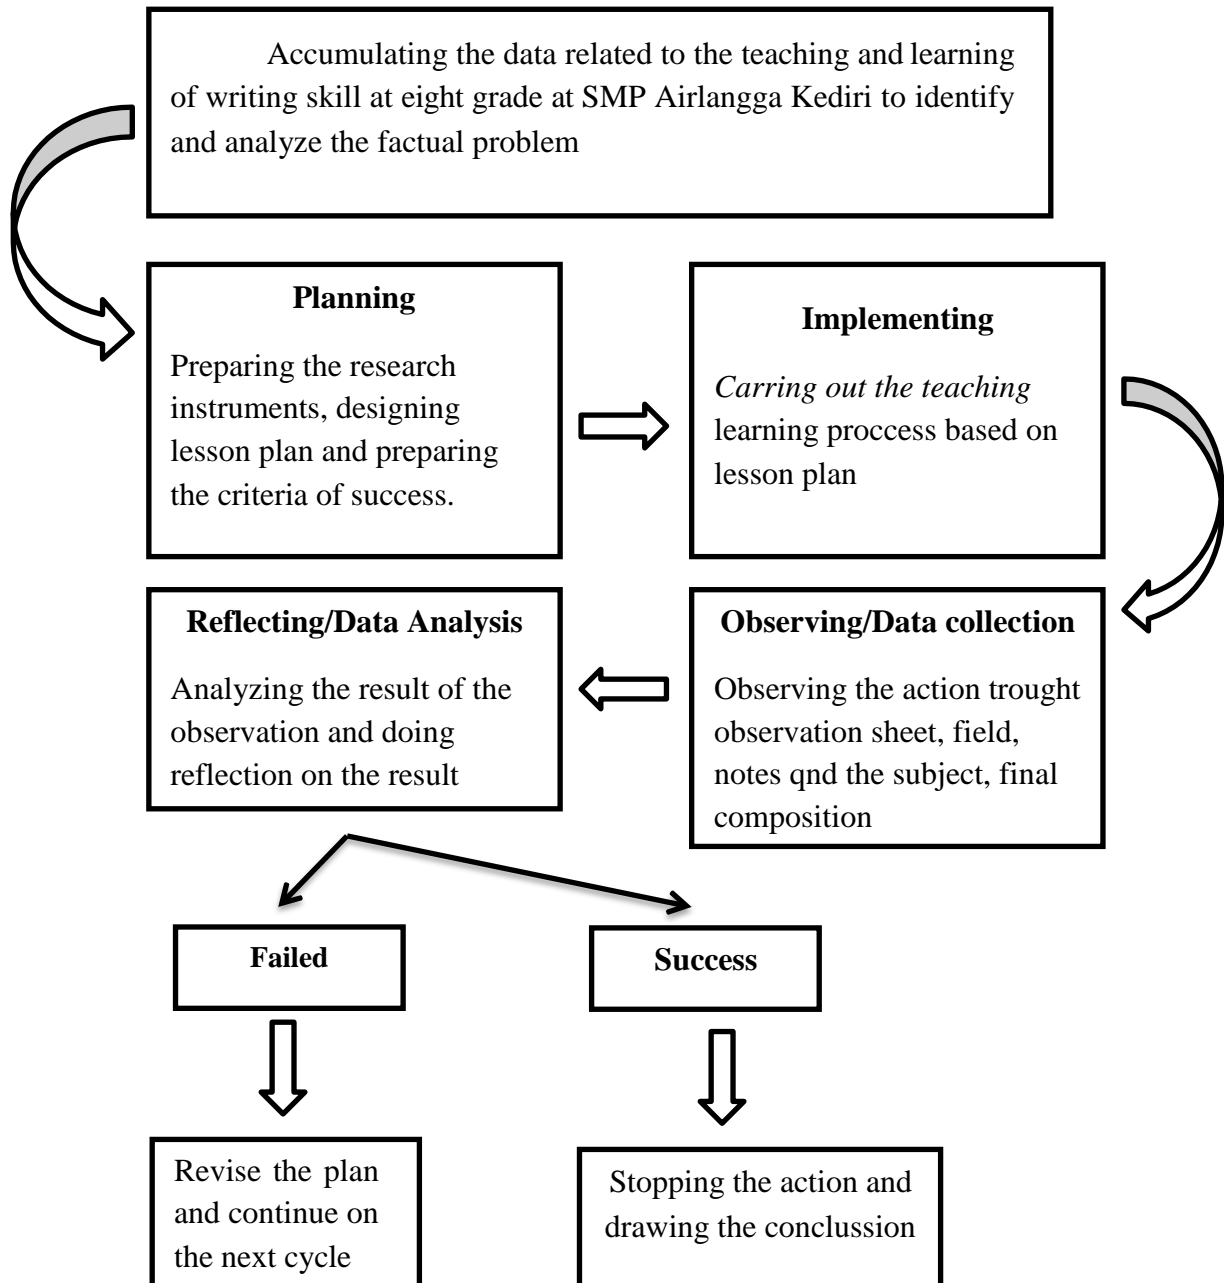 Accumulating the data related to the teaching and learning
of writing skill at eight grade at SMP Airlangga Kediri to identify
and analyze the factual problem
Planning
Preparing the research
instruments, designing
lesson plan and preparing
the criteria of success.
Implementing
Carring out the teaching
learning proccess based on
lesson plan
Reflecting/Data Analysis
Analyzing the result of the
observation and doing
reflection on the result
Observing/Data collection
Observing the action trought
observation sheet, field,
notes qnd the subject, final
composition
Failed
Success
Revise the plan
and continue on
the next cycle
Stopping the action and
drawing the conclussion